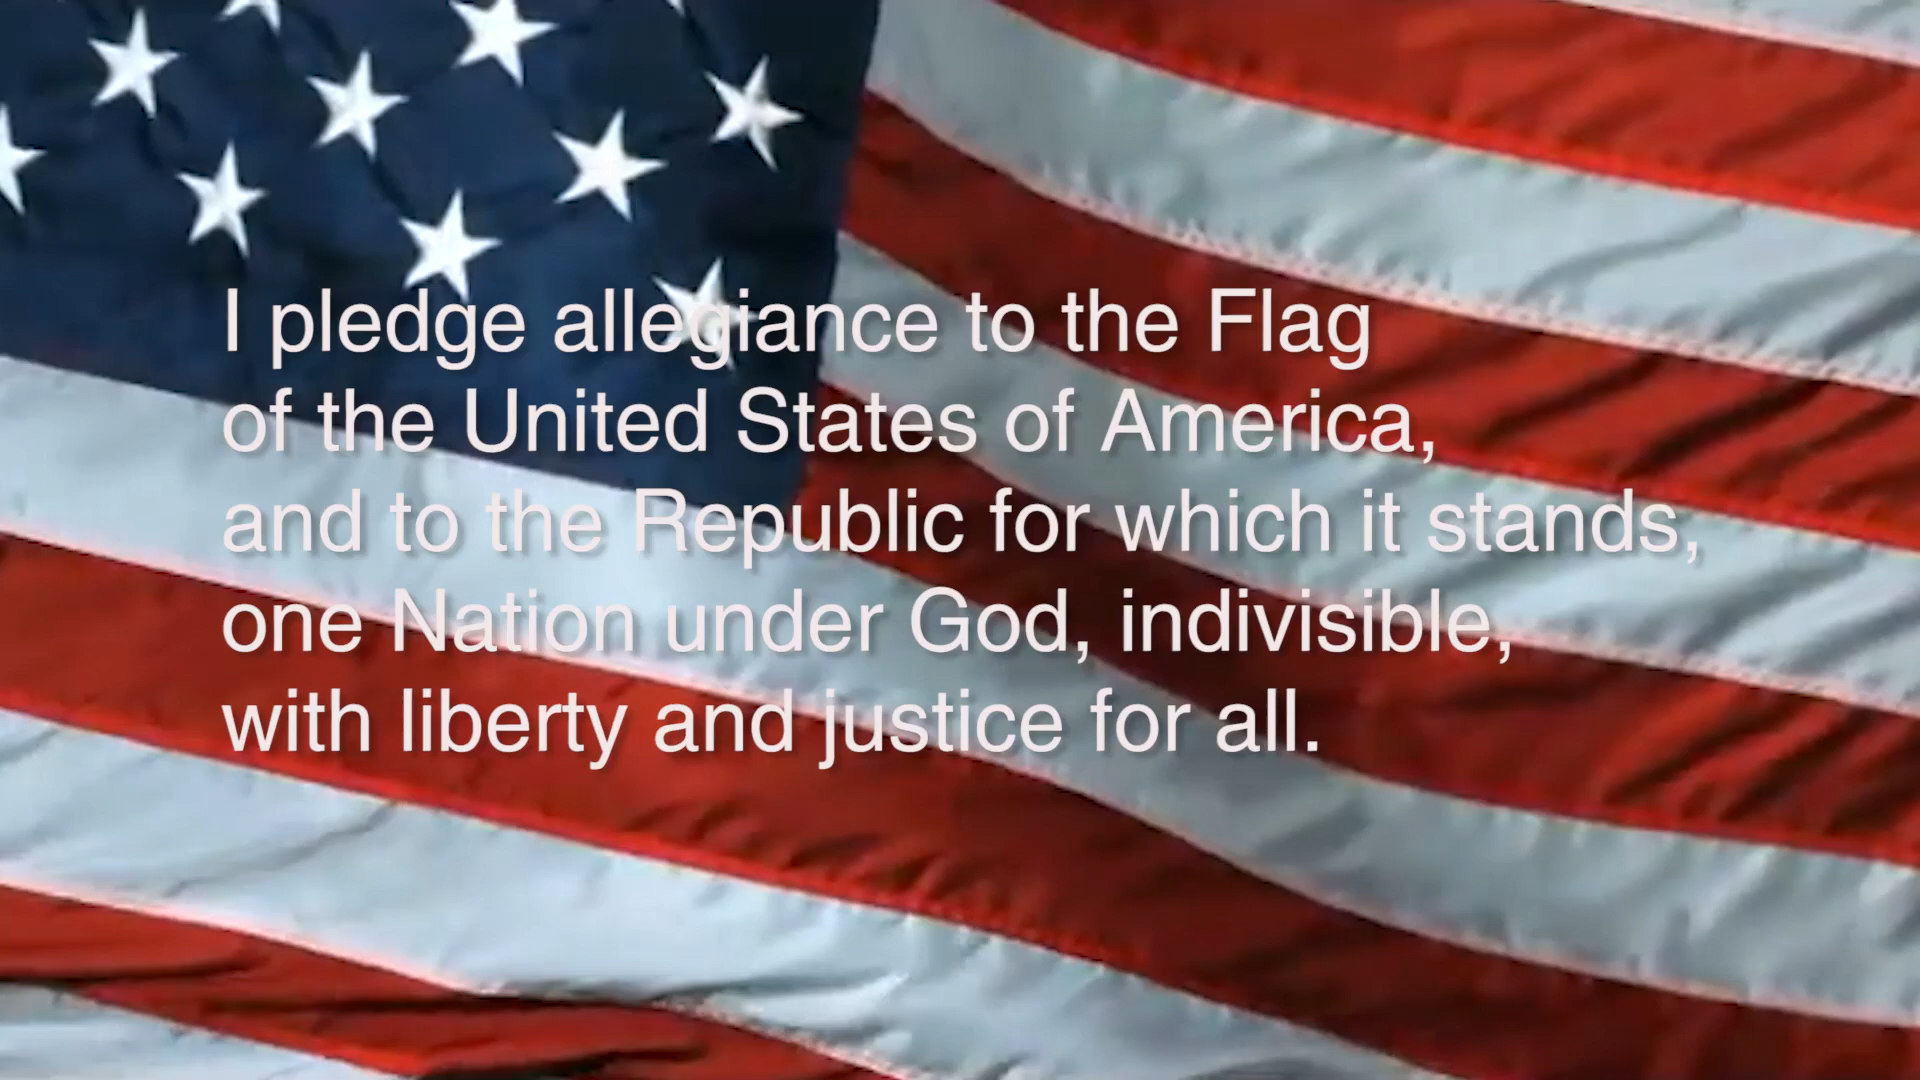 I pledge allegiance to the Flag
of the United States of America,
and to the Republic for which it stands,
one Nation under God, indivisible,
with liberty and justice for all.